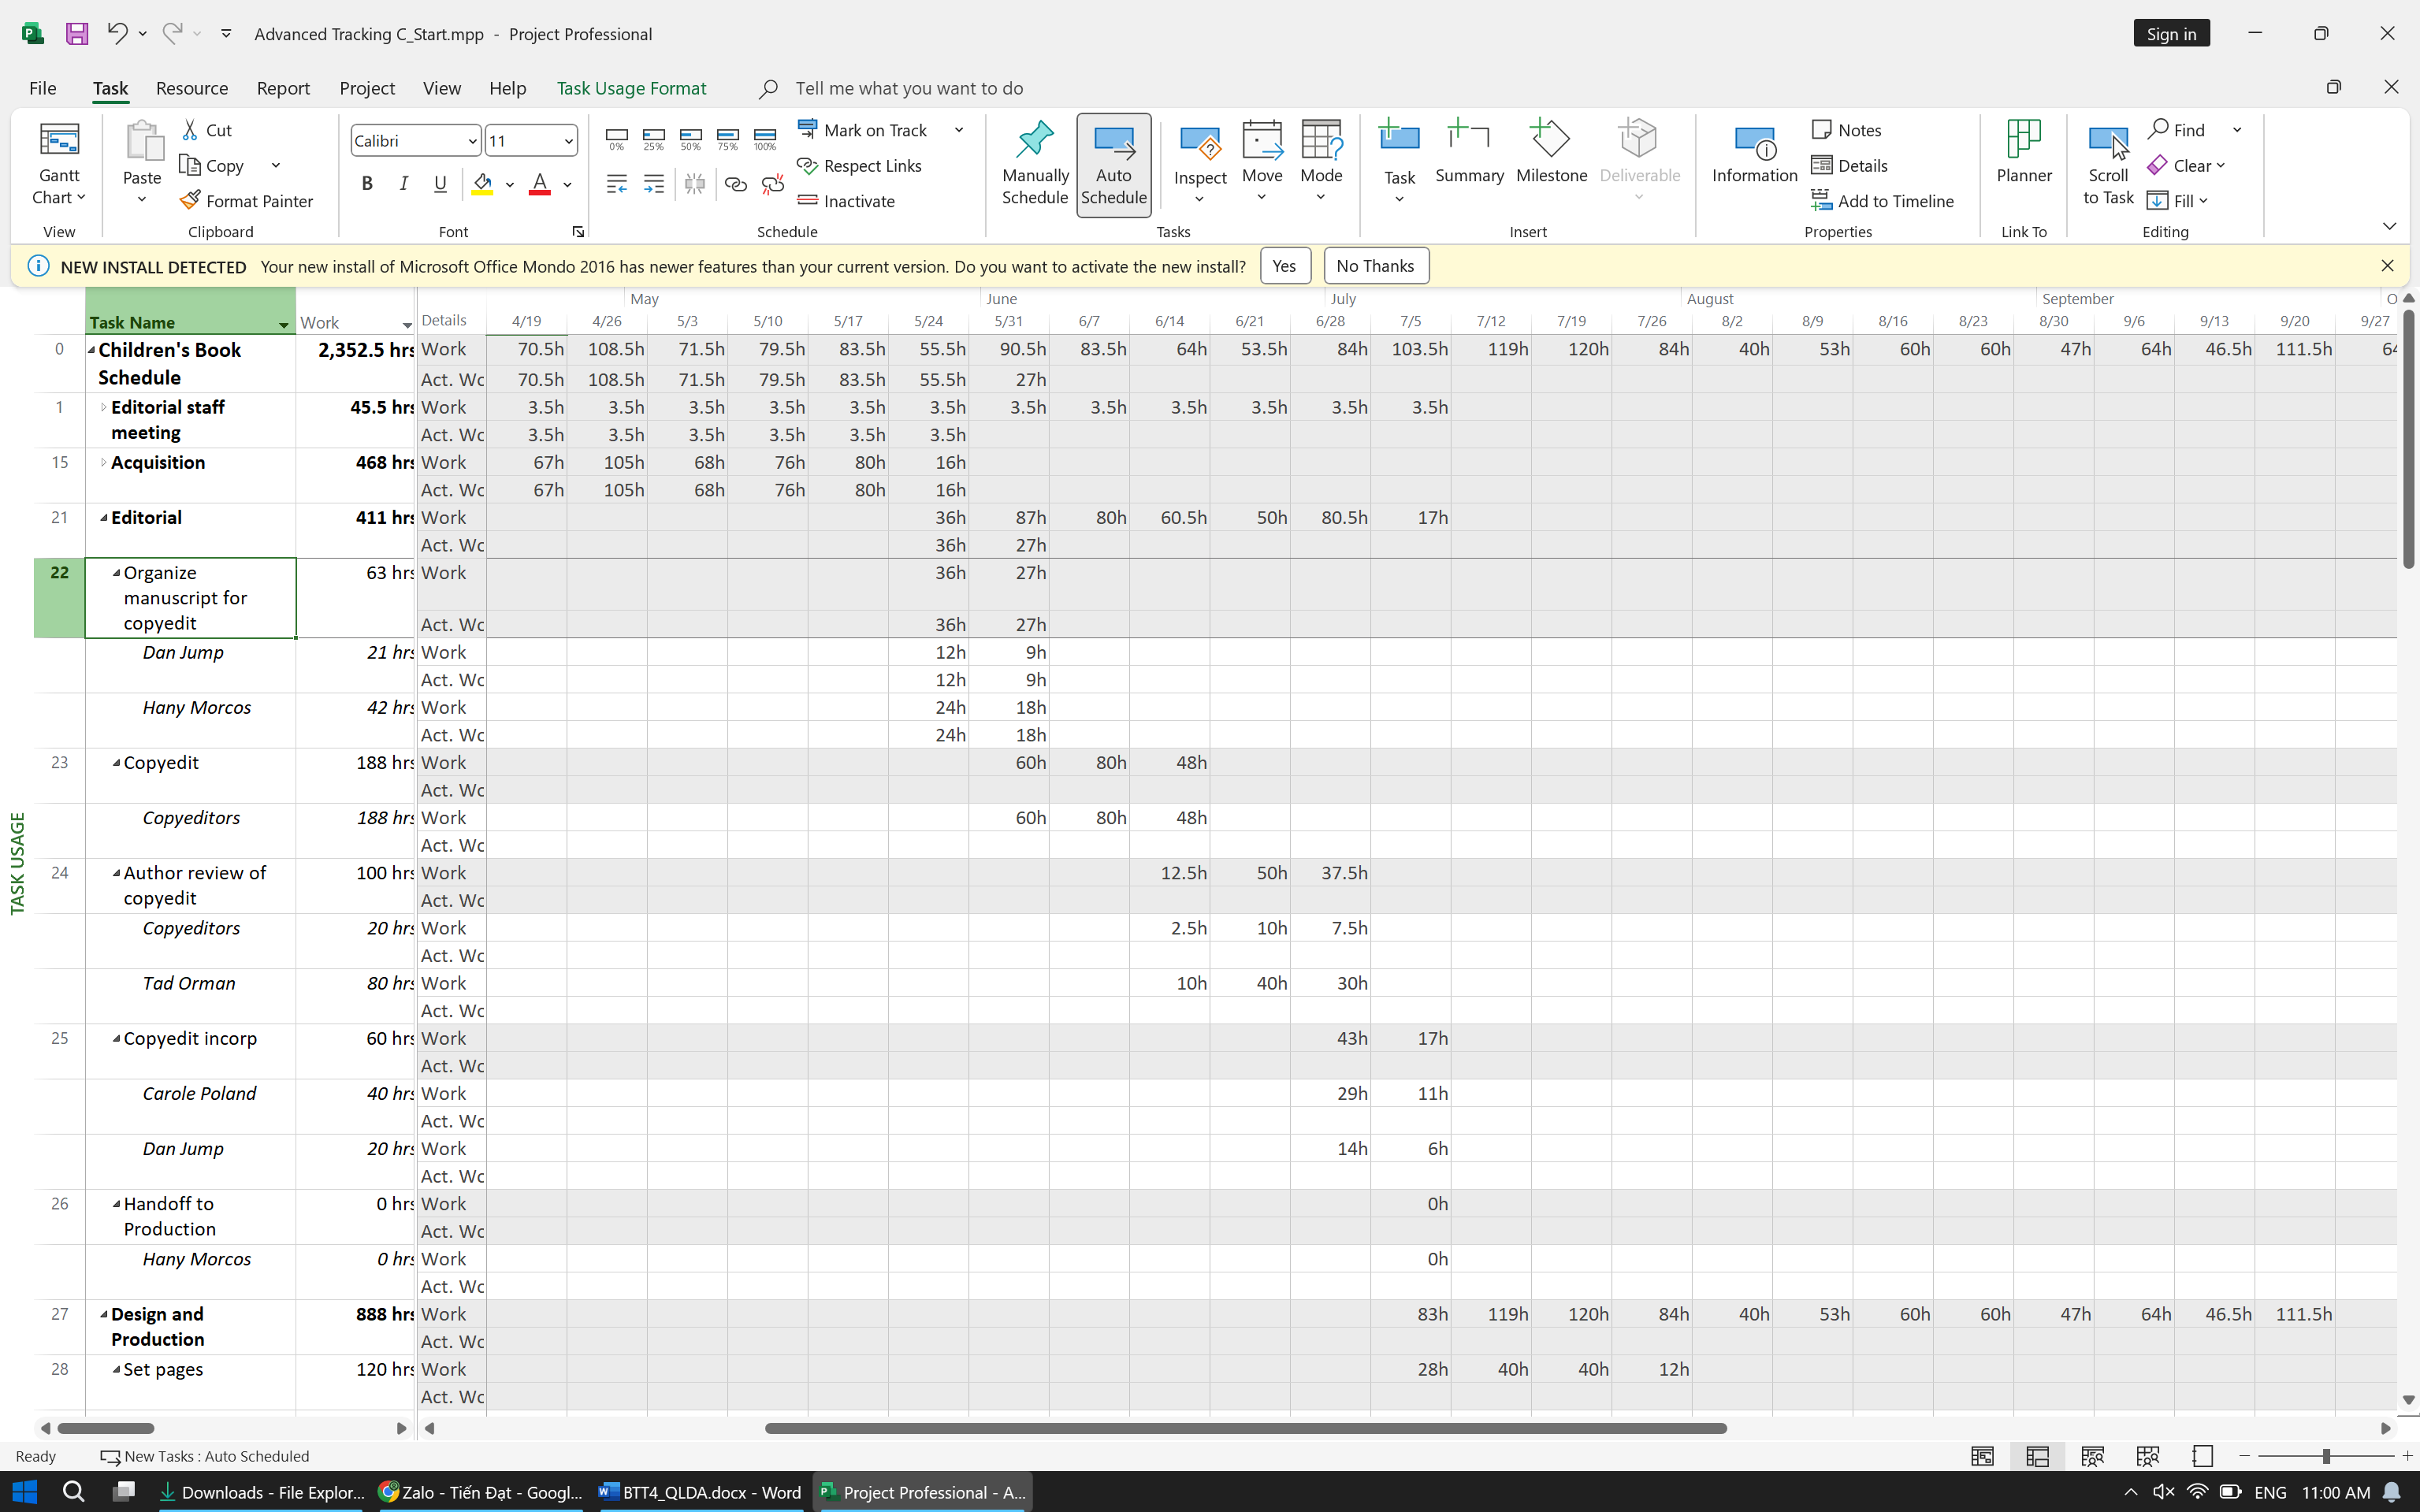 Advanced Tracking C_Start.mpp - Project Professional
Sign in
File Task Resource Report Project View Help Task Usage Format Tell me what you want to do
Gantt Chart
View
Paste
Cut
Copy
Format Painter
Clipboard
Calibri 11
B I U A
Font
0% 25% 50% 75% 100%
Mark on Track
Respect Links
Inactivate
Schedule
Manually Schedule
Auto Schedule
Inspect
Move
Mode
Tasks
Task
Summary
Milestone
Deliverable
Insert
Information
Notes
Details
Add to Timeline
Properties
Planner
Link To
Scroll to Task
Find
Clear
Fill
Editing
NEW INSTALL DETECTED Your new install of Microsoft Office Mondo 2016 has newer features than your current version. Do you want to activate the new install? Yes No Thanks
May June July August September O
Task Name Work Details 4/19 4/26 5/3 5/10 5/17 5/24 5/31 6/7 6/14 6/21 6/28 7/5 7/12 7/19 7/26 8/2 8/9 8/16 8/23 8/30 9/6 9/13 9/20 9/27
0 Children's Book Schedule 2,352.5 hrs Work 70.5h 108.5h 71.5h 79.5h 83.5h 55.5h 90.5h 83.5h 64h 53.5h 84h 103.5h 119h 120h 84h 40h 53h 60h 60h 47h 64h 46.5h 111.5h 64
Act. Wc 70.5h 108.5h 71.5h 79.5h 83.5h 55.5h 27h
1 Editorial staff meeting 45.5 hrs Work 3.5h 3.5h 3.5h 3.5h 3.5h 3.5h 3.5h 3.5h 3.5h 3.5h 3.5h 3.5h
Act. Wc 3.5h 3.5h 3.5h 3.5h 3.5h 3.5h
15 Acquisition 468 hrs Work 67h 105h 68h 76h 80h 16h
Act. Wc 67h 105h 68h 76h 80h 16h
21 Editorial 411 hrs Work 36h 87h 80h 60.5h 50h 80.5h 17h
Act. Wc 36h 27h
22 Organize manuscript for copyedit 63 hrs Work 36h 27h
Act. Wc 36h 27h
Dan Jump 21 hrs Work 12h 9h
Act. Wc 12h 9h
Hany Morcos 42 hrs Work 24h 18h
Act. Wc 24h 18h
23 Copyedit 188 hrs Work 60h 80h 48h
Act. Wc
Copyeditors 188 hrs Work 60h 80h 48h
Act. Wc
24 Author review of copyedit 100 hrs Work 12.5h 50h 37.5h
Act. Wc
Copyeditors 20 hrs Work 2.5h 10h 7.5h
Act. Wc
Tad Orman 80 hrs Work 10h 40h 30h
Act. Wc
25 Copyedit incorp 60 hrs Work 43h 17h
Act. Wc
Carole Poland 40 hrs Work 29h 11h
Act. Wc
Dan Jump 20 hrs Work 14h 6h
Act. Wc
26 Handoff to Production 0 hrs Work 0h
Act. Wc
Hany Morcos 0 hrs Work 0h
Act. Wc
27 Design and Production 888 hrs Work 83h 119h 120h 84h 40h 53h 60h 60h 47h 64h 46.5h 111.5h
Act. Wc
28 Set pages 120 hrs Work 28h 40h 40h 12h
Act. Wc
TASK USAGE
Ready New Tasks : Auto Scheduled
Downloads - File Explor... Zalo - Tiến Đạt - Googl... BTT4_QLDA.docx - Word Project Professional - A... ENG 11:00 AM